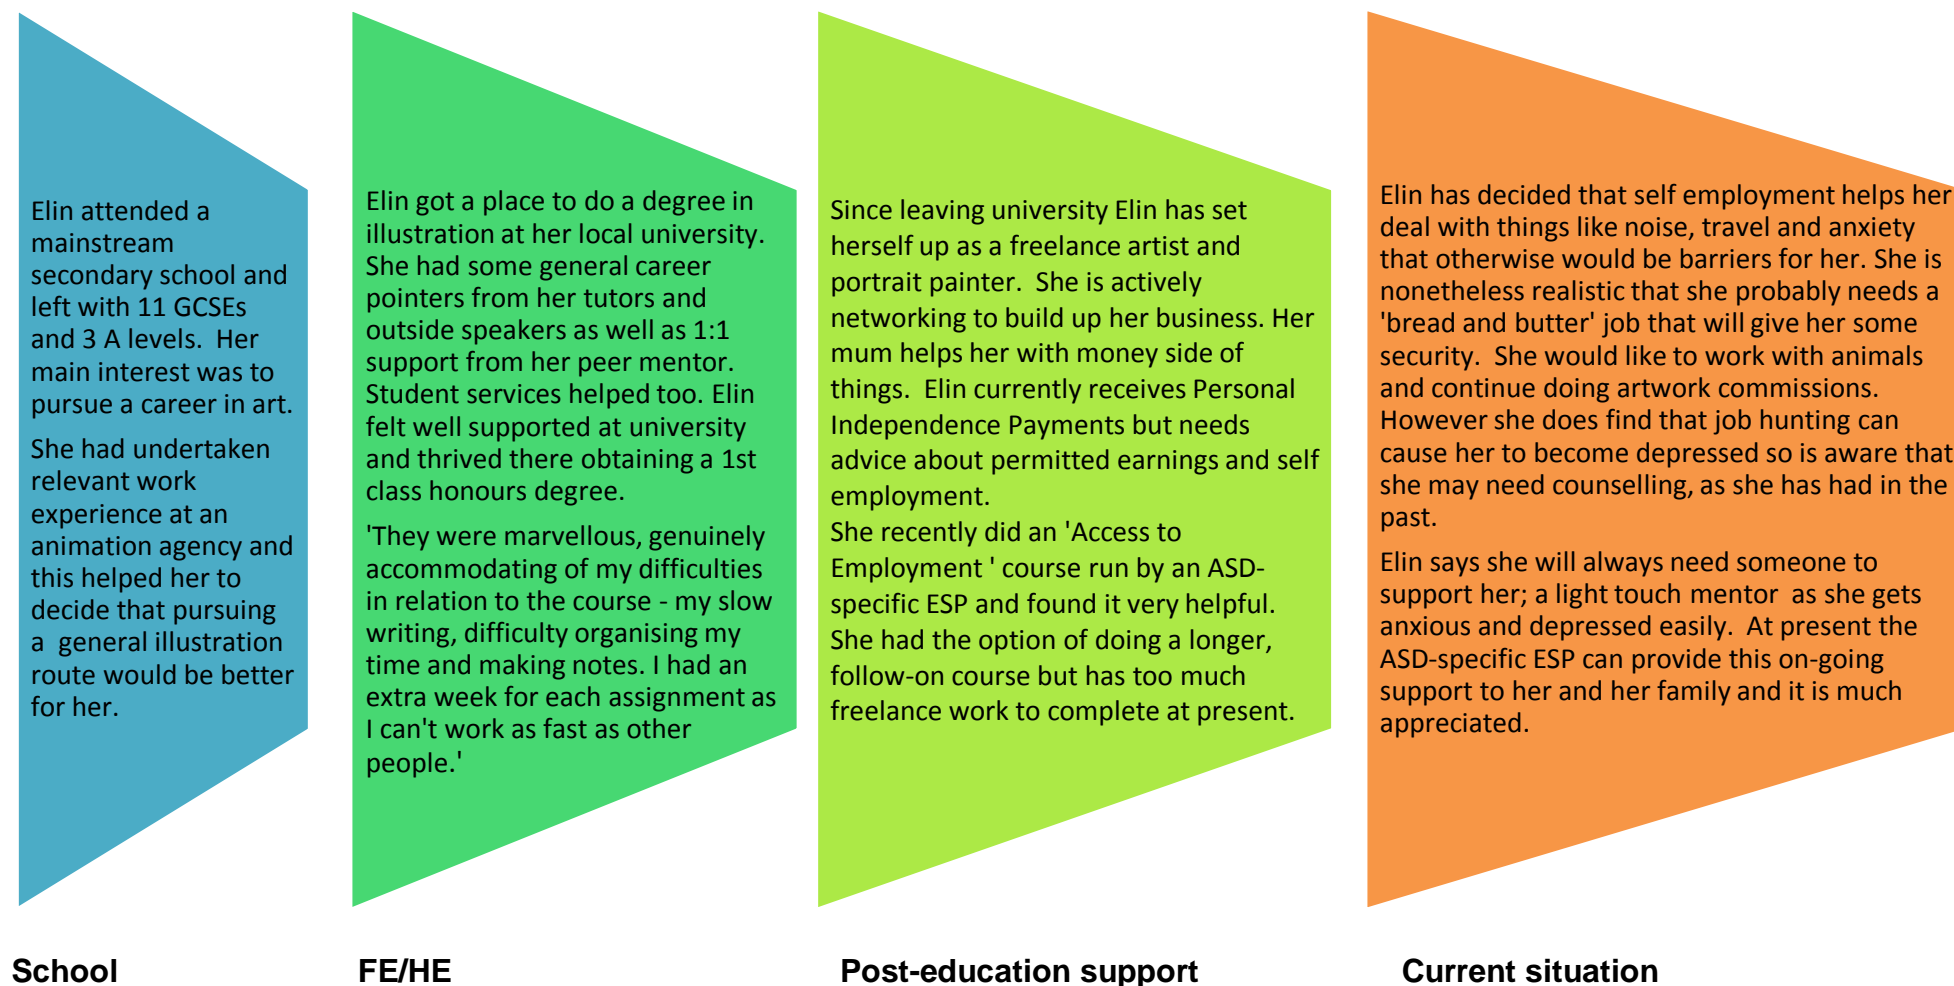 Elin attended a
mainstream
secondary school and
left with 11 GCSEs
and 3 A levels.  Her
main interest was to
pursue a career in art.
She had undertaken
relevant work
experience at an
animation agency and
this helped her to
decide that pursuing
a  general illustration
route would be better
for her.
Elin got a place to do a degree in
illustration at her local university.
She had some general career
pointers from her tutors and
outside speakers as well as 1:1
support from her peer mentor.
Student services helped too. Elin
felt well supported at university
and thrived there obtaining a 1st
class honours degree.
'They were marvellous, genuinely
accommodating of my difficulties
in relation to the course - my slow
writing, difficulty organising my
time and making notes. I had an
extra week for each assignment as
I can't work as fast as other
people.'
Since leaving university Elin has set
herself up as a freelance artist and
portrait painter.  She is actively
networking to build up her business. Her
mum helps her with money side of
things.  Elin currently receives Personal
Independence Payments but needs
advice about permitted earnings and self
employment.
She recently did an 'Access to
Employment ' course run by an ASD-
specific ESP and found it very helpful.
She had the option of doing a longer,
follow-on course but has too much
freelance work to complete at present.
Elin has decided that self employment helps her
deal with things like noise, travel and anxiety
that otherwise would be barriers for her. She is
nonetheless realistic that she probably needs a
'bread and butter' job that will give her some
security.  She would like to work with animals
and continue doing artwork commissions.
However she does find that job hunting can
cause her to become depressed so is aware that
she may need counselling, as she has had in the
past.
Elin says she will always need someone to
support her; a light touch mentor  as she gets
anxious and depressed easily.  At present the
ASD-specific ESP can provide this on-going
support to her and her family and it is much
appreciated.
School
FE/HE
Post-education support
Current situation